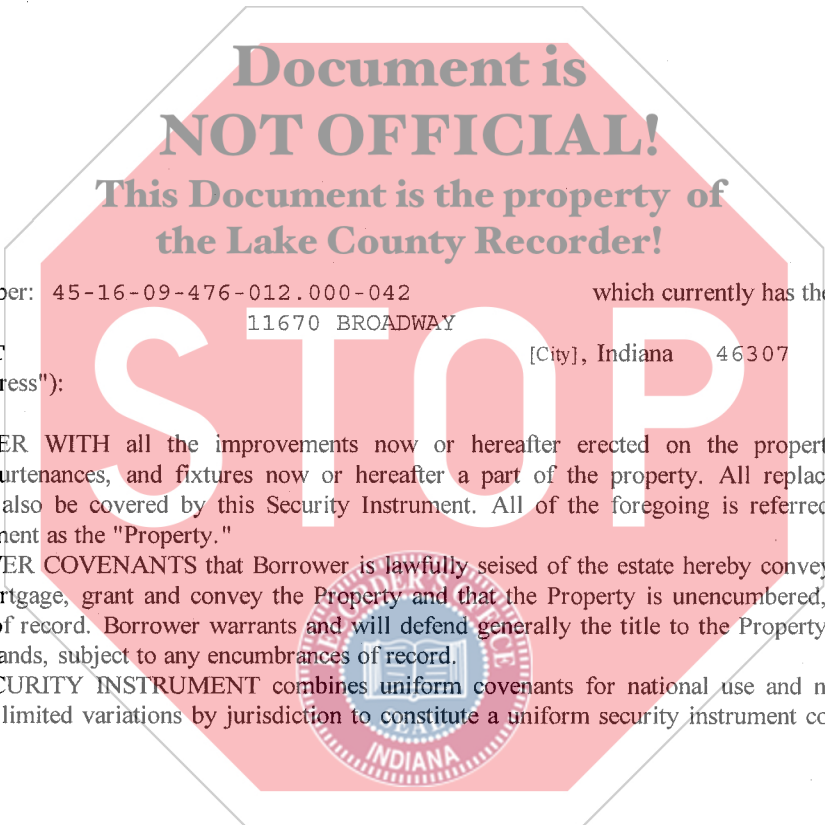 Document is
NOT OFFICIAL!
This Document is the property of
the Lake County Recorder!
ber: 45-16-09-476-012.000-042 which currently has the
11670 BROADWAY
T [City], Indiana 46307
ress"):
STOP
ER WITH all the improvements now or hereafter erected on the propert
urtenances, and fixtures now or hereafter a part of the property. All replac
also be covered by this Security Instrument. All of the foregoing is referred
nent as the "Property."
ER COVENANTS that Borrower is lawfully seised of the estate hereby convey
rtgage, grant and convey the Property and that the Property is unencumbered,
of record. Borrower warrants and will defend generally the title to the Property
ands, subject to any encumbrances of record.
CURITY INSTRUMENT combines uniform covenants for national use and n
limited variations by jurisdiction to constitute a uniform security instrument co
RECORDER'S OFFICE
SEAL
INDIANA